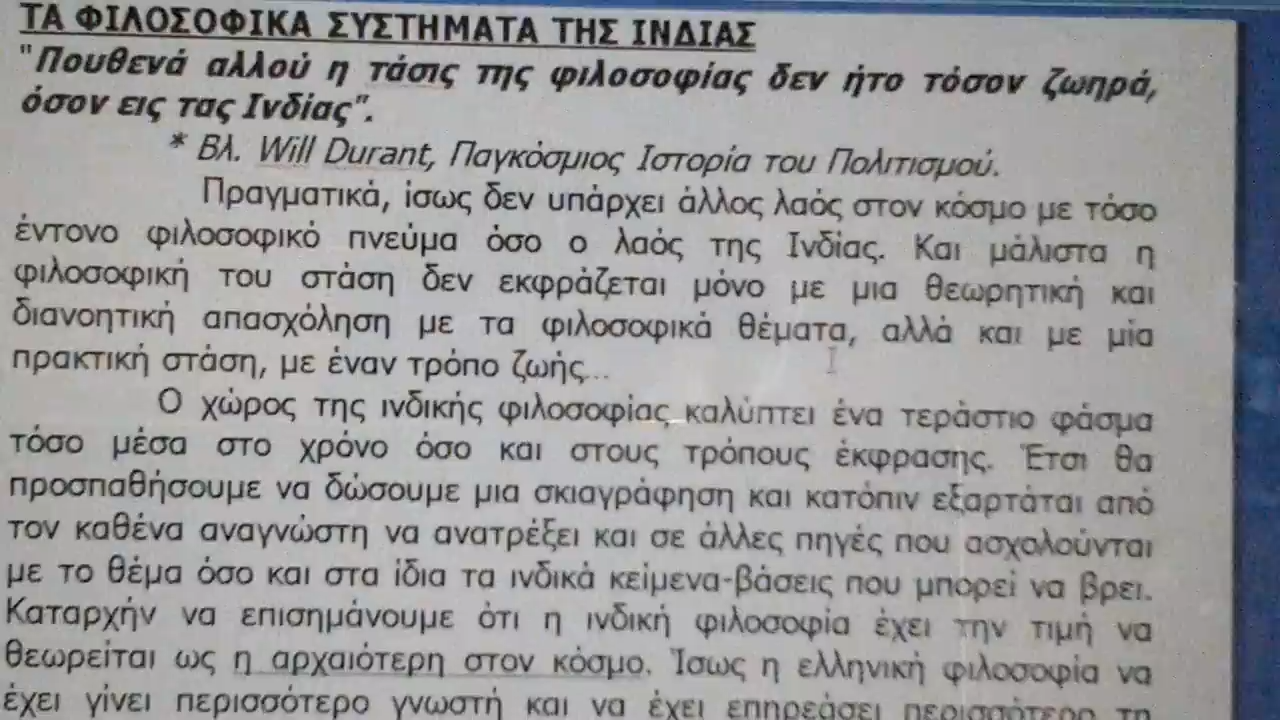 ΤΑ ΦΙΛΟΣΟΦΙΚΑ ΣΥΣΤΗΜΑΤΑ ΤΗΣ ΙΝΔΙΑΣ
"Πουθενά αλλού η τάσις της φιλοσοφίας δεν ήτο τόσον ζωηρά,
όσον εις τας Ινδίας".
* Βλ. Will Durant, Παγκόσμιος Ιστορία του Πολιτισμού.
Πραγματικά, ίσως δεν υπάρχει άλλος λαός στον κόσμο με τόσο
έντονο φιλοσοφικό πνεύμα όσο ο λαός της Ινδίας. Και μάλιστα η
φιλοσοφική του στάση δεν εκφράζεται μόνο με μια θεωρητική και
διανοητική απασχόληση με τα φιλοσοφικά θέματα, αλλά και με μία
πρακτική στάση, με έναν τρόπο ζωής...
Ο χώρος της ινδικής φιλοσοφίας καλύπτει ένα τεράστιο φάσμα
τόσο μέσα στο χρόνο όσο και στους τρόπους έκφρασης. Έτσι θα
προσπαθήσουμε να δώσουμε μια σκιαγράφηση και κατόπιν εξαρτάται από
τον καθένα αναγνώστη να ανατρέξει και σε άλλες πηγές που ασχολούνται
με το θέμα όσο και στα ίδια τα ινδικά κείμενα-βάσεις που μπορεί να βρει.
Καταρχήν να επισημάνουμε ότι η ινδική φιλοσοφία έχει την τιμή να
θεωρείται ως η αρχαιότερη στον κόσμο. Ίσως η ελληνική φιλοσοφία να
έχει γίνει περισσότερο γνωστή και να έχει επηρεάσει περισσότερο τη